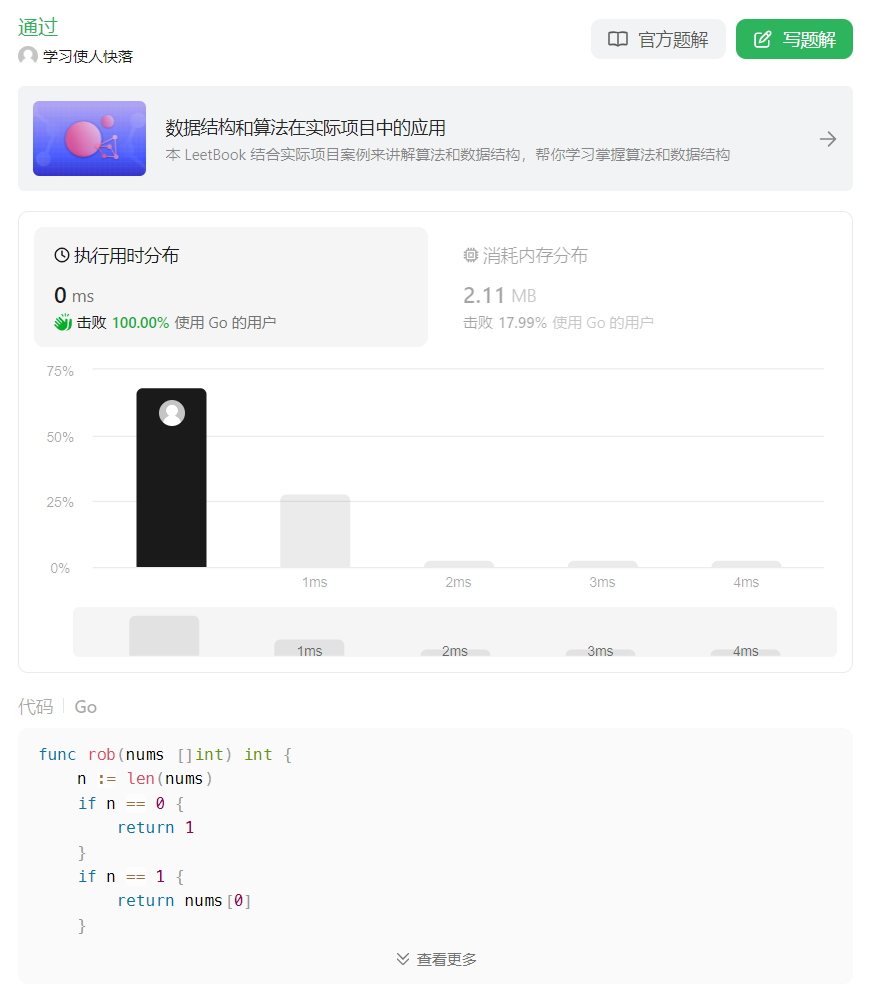 通过
学习使人快落
官方题解
写题解
数据结构和算法在实际项目中的应用
本 LeetBook 结合实际项目案例来讲解算法和数据结构，帮你学习掌握算法和数据结构
执行用时分布
0 ms
击败 100.00% 使用 Go 的用户
消耗内存分布
2.11 MB
击败 17.99% 使用 Go 的用户
75%
50%
25%
0%
1ms 2ms 3ms 4ms
1ms 2ms 3ms 4ms
代码 Go
func rob(nums []int) int {
    n := len(nums)
    if n == 0 {
        return 1
    }
    if n == 1 {
        return nums[0]
    }
查看更多